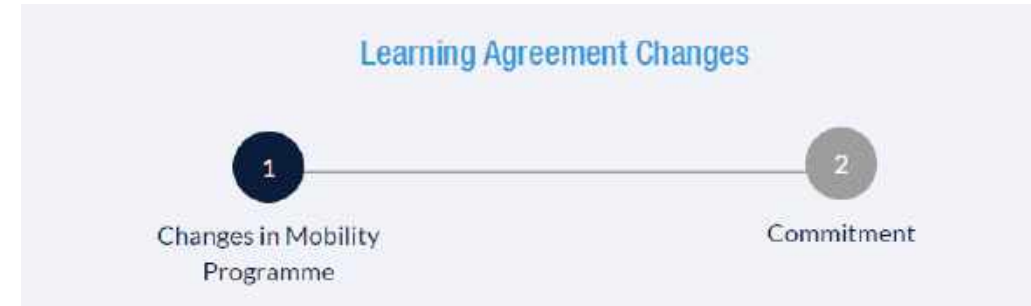 Learning Agreement Changes
1
2
Changes in Mobility
Programme
Commitment